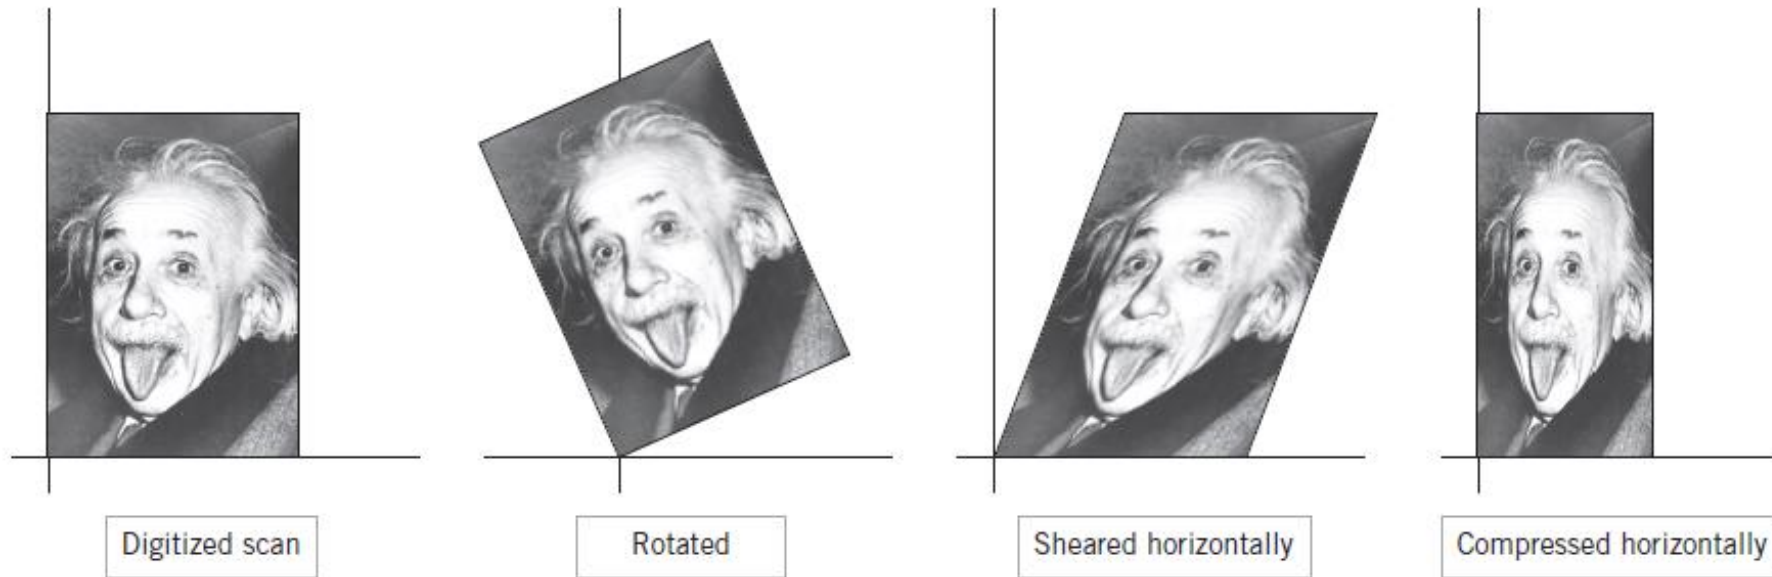 Digitized scan
Rotated
Sheared horizontally
Compressed horizontally